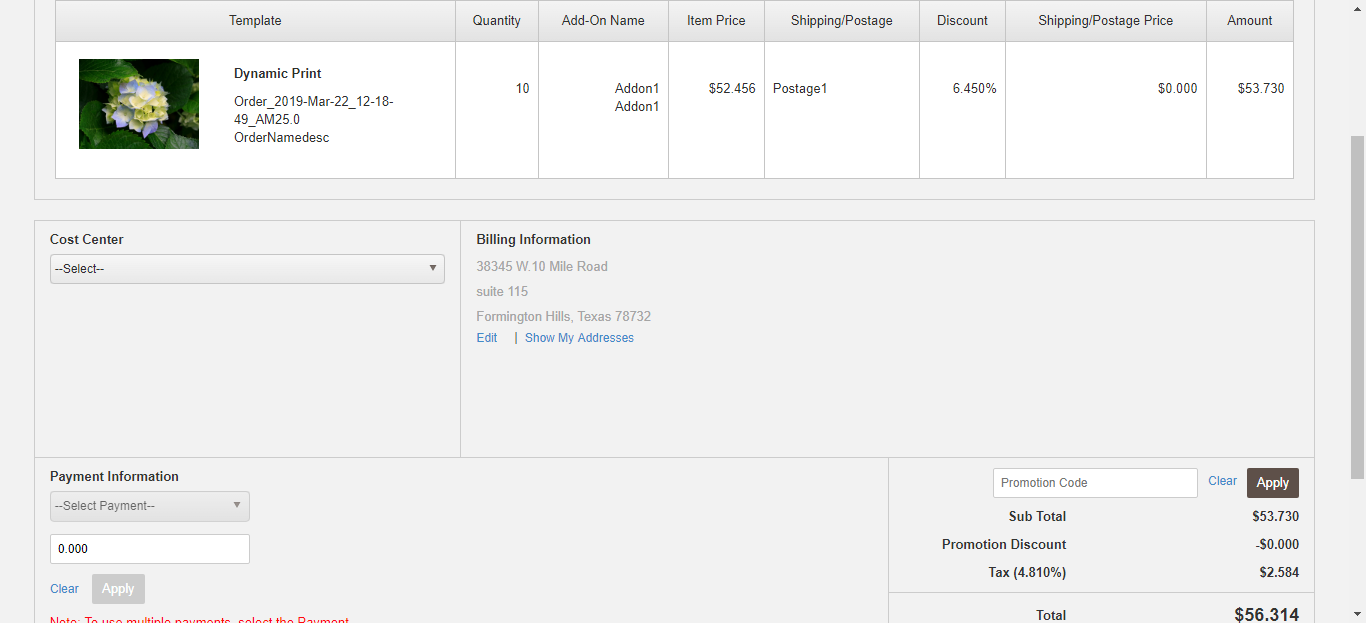 Template Quantity Add-On Name Item Price Shipping/Postage Discount Shipping/Postage Price Amount
Dynamic Print
10 Addon1 $52.456 Postage1 6.450% $0.000 $53.730
Order_2019-Mar-22_12-18-
Addon1
49_AM25.0
OrderNamedesc
Cost Center
--Select--
Billing Information
38345 W.10 Mile Road
suite 115
Formington Hills, Texas 78732
Edit | Show My Addresses
Payment Information
--Select Payment--
0.000
Clear Apply
Note: To use multiple payments, select the Payment
Promotion Code Clear Apply
Sub Total $53.730
Promotion Discount -$0.000
Tax (4.810%) $2.584
Total $56.314